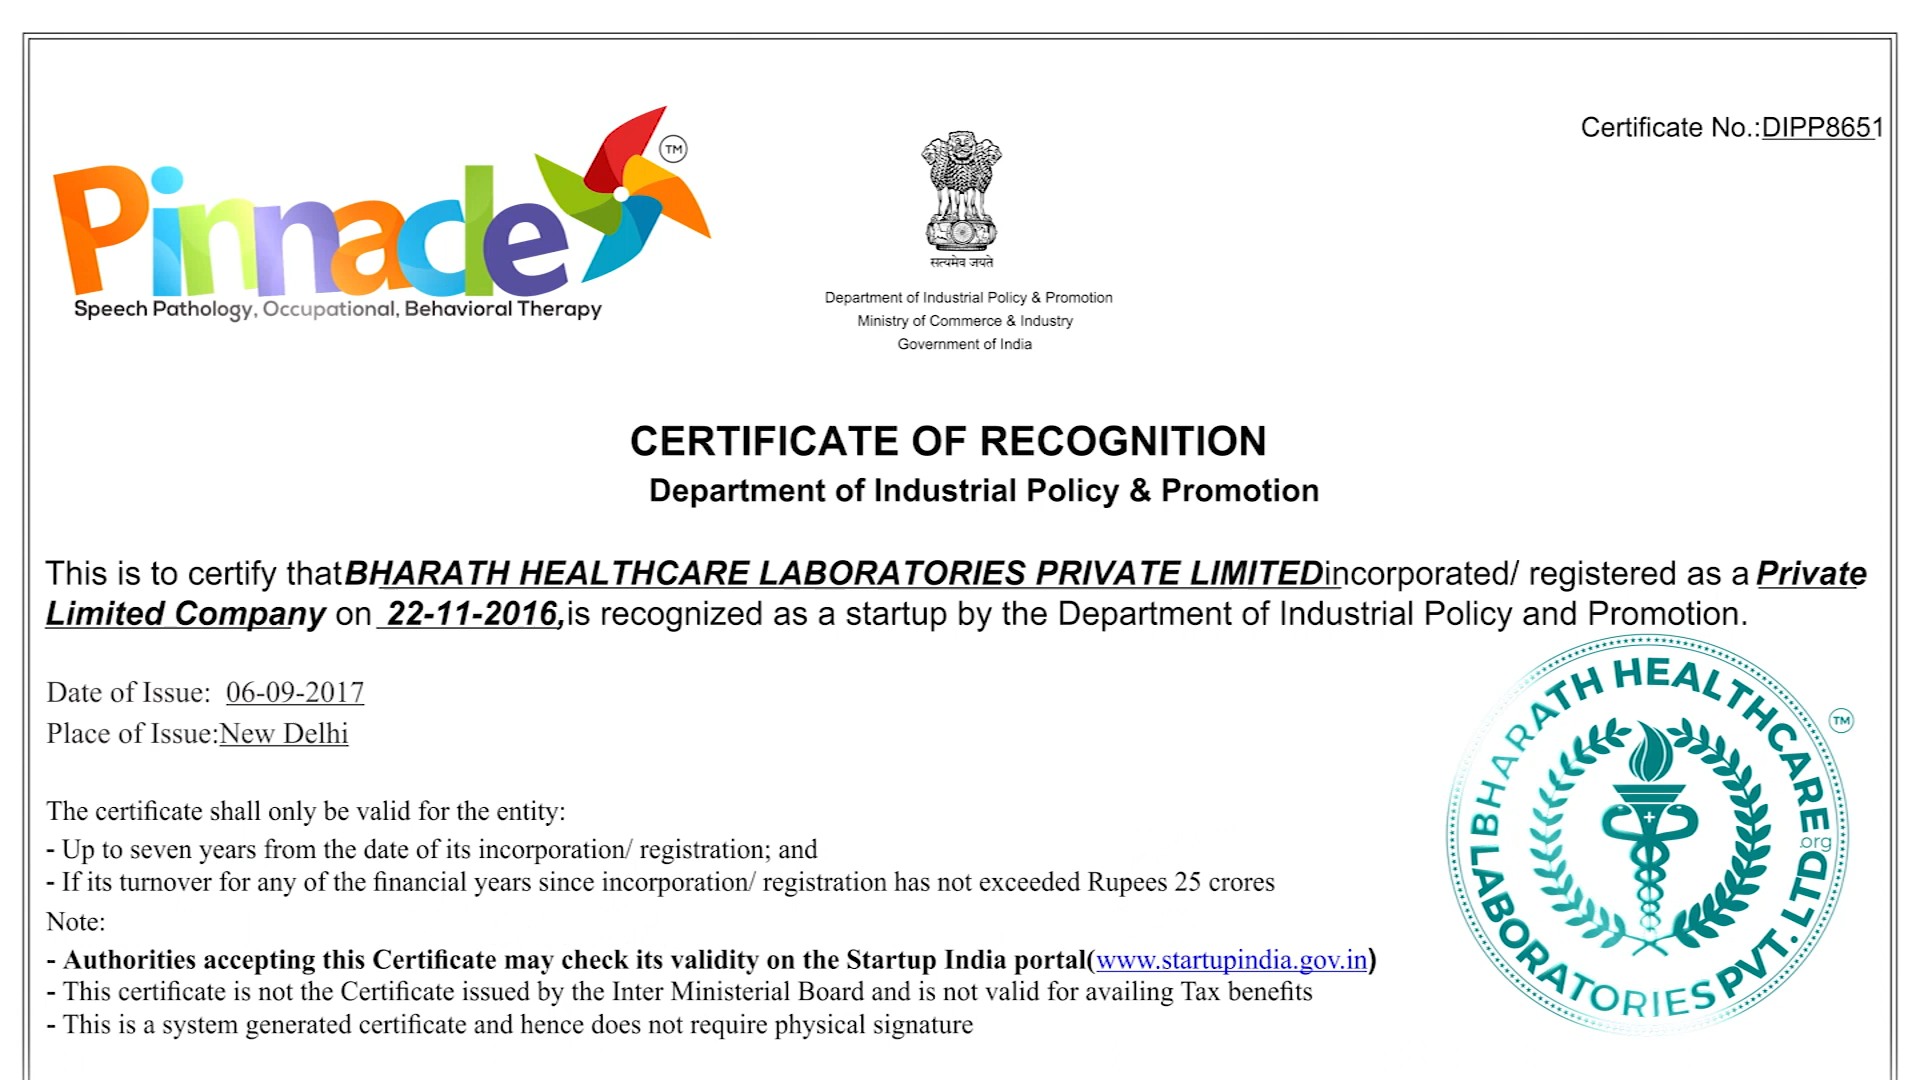 Certificate No.:DIPP8651
Pinnacle
TM
Speech Pathology, Occupational, Behavioral Therapy
सत्यमेव जयते
Department of Industrial Policy & Promotion
Ministry of Commerce & Industry
Government of India
CERTIFICATE OF RECOGNITION
Department of Industrial Policy & Promotion
This is to certify thatBHARATH HEALTHCARE LABORATORIES PRIVATE LIMITEDincorporated/ registered as a Private
Limited Company on 22-11-2016,is recognized as a startup by the Department of Industrial Policy and Promotion.
Date of Issue: 06-09-2017
Place of Issue:New Delhi
The certificate shall only be valid for the entity:
- Up to seven years from the date of its incorporation/ registration; and
- If its turnover for any of the financial years since incorporation/ registration has not exceeded Rupees 25 crores
Note:
- Authorities accepting this Certificate may check its validity on the Startup India portal(www.startupindia.gov.in)
- This certificate is not the Certificate issued by the Inter Ministerial Board and is not valid for availing Tax benefits
- This is a system generated certificate and hence does not require physical signature
BHARATH HEALTHCARE
LABORATORIES PVT. LTD
.org
TM